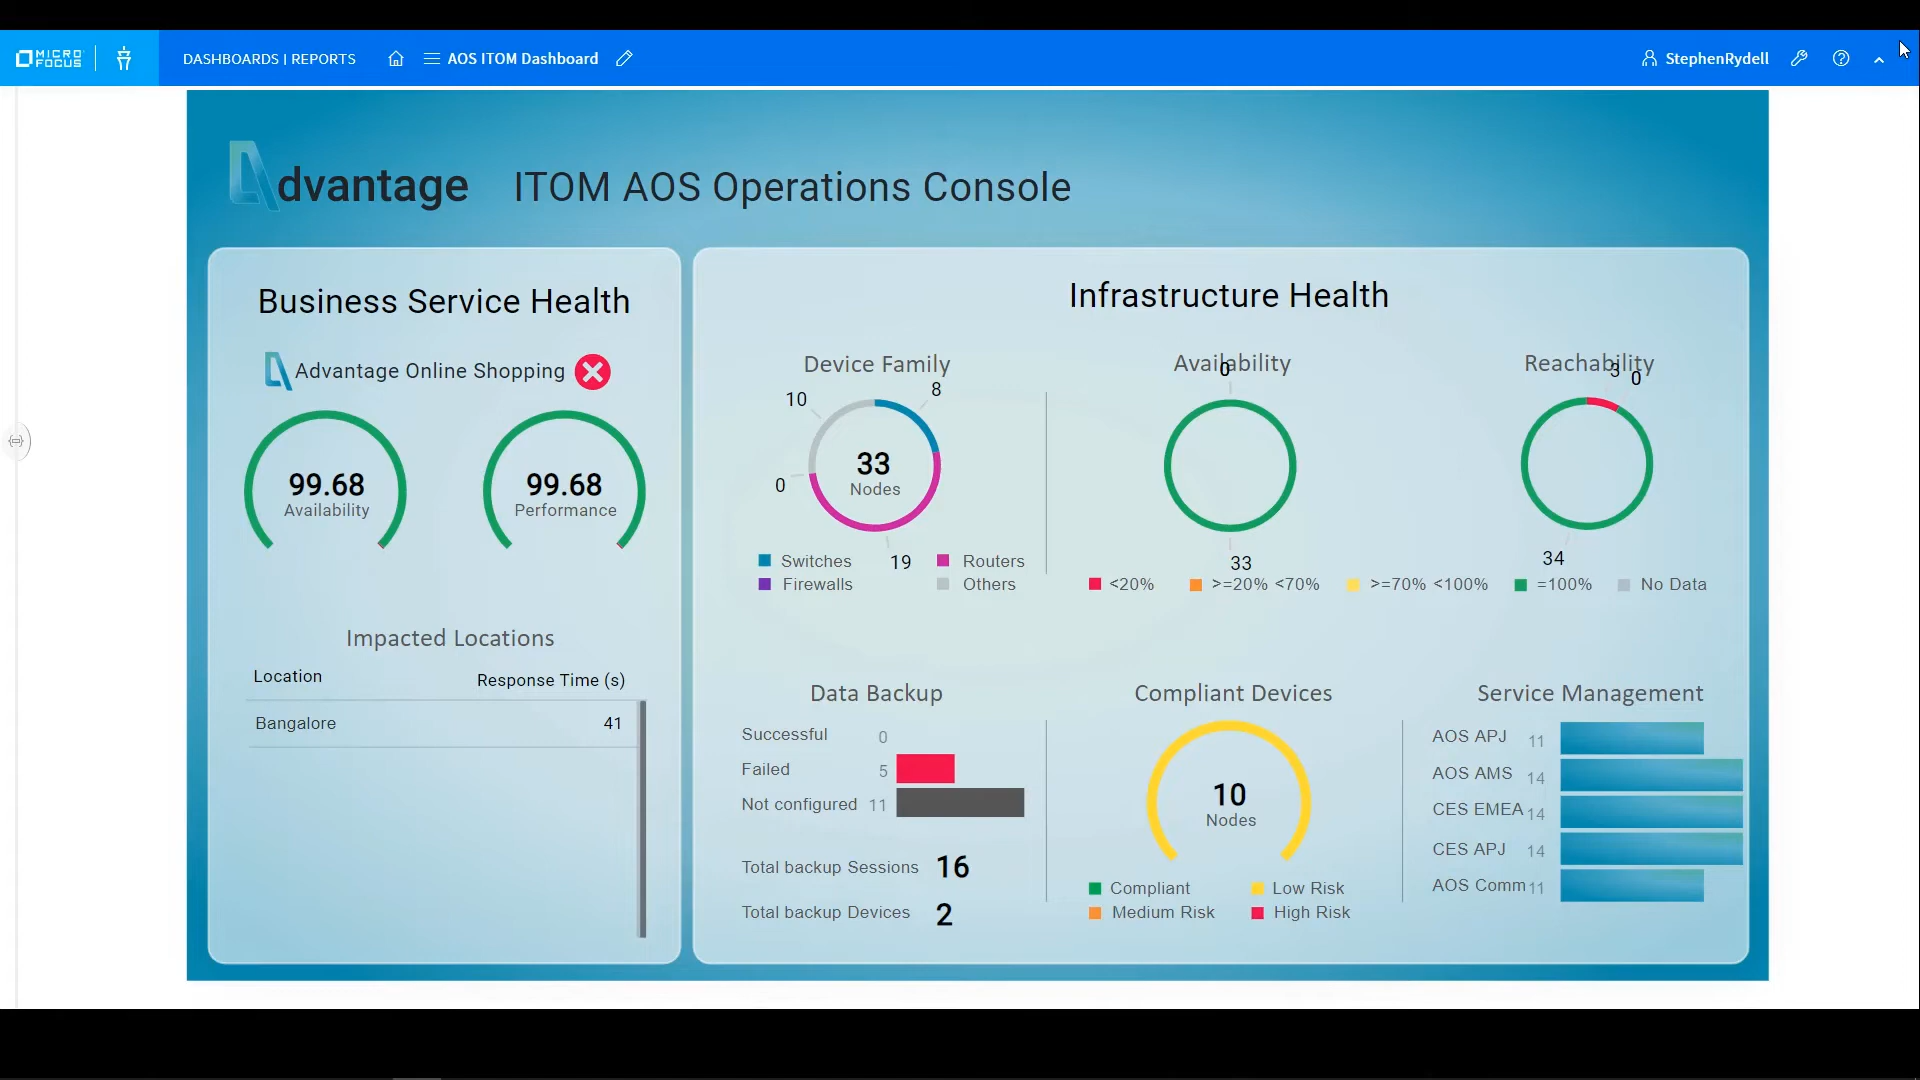 MICRO FOCUS
DASHBOARDS | REPORTS
AOS ITOM Dashboard
StephenRydell
Advantage
ITOM AOS Operations Console
Business Service Health
Advantage Online Shopping
99.68
Availability
99.68
Performance
Impacted Locations
Location
Response Time (s)
Bangalore 41
Infrastructure Health
Device Family
10
8
33
Nodes
0
19
Switches
Routers
Firewalls
Others
Availability
0
33
Reachability
3
0
34
<20%
>=20% <70%
>=70% <100%
=100%
No Data
Data Backup
Successful 0
Failed 5
Not configured 11
Total backup Sessions 16
Total backup Devices 2
Compliant Devices
10
Nodes
Compliant
Low Risk
Medium Risk
High Risk
Service Management
AOS APJ 11
AOS AMS 14
CES EMEA 14
CES APJ 14
AOS Comm 11